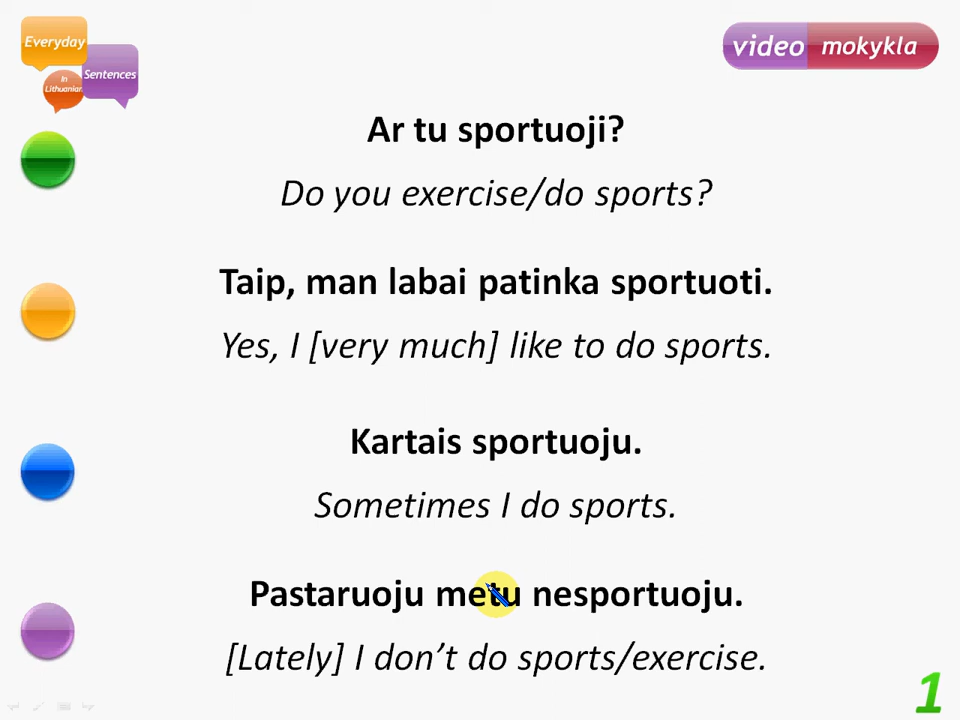 Everyday
In
Lithuanian
Sentences
video mokykla
Ar tu sportuoji?
Do you exercise/do sports?
Taip, man labai patinka sportuoti.
Yes, I [very much] like to do sports.
Kartais sportuoju.
Sometimes I do sports.
Pastaruoju metu nesportuoju.
[Lately] I don’t do sports/exercise.
1